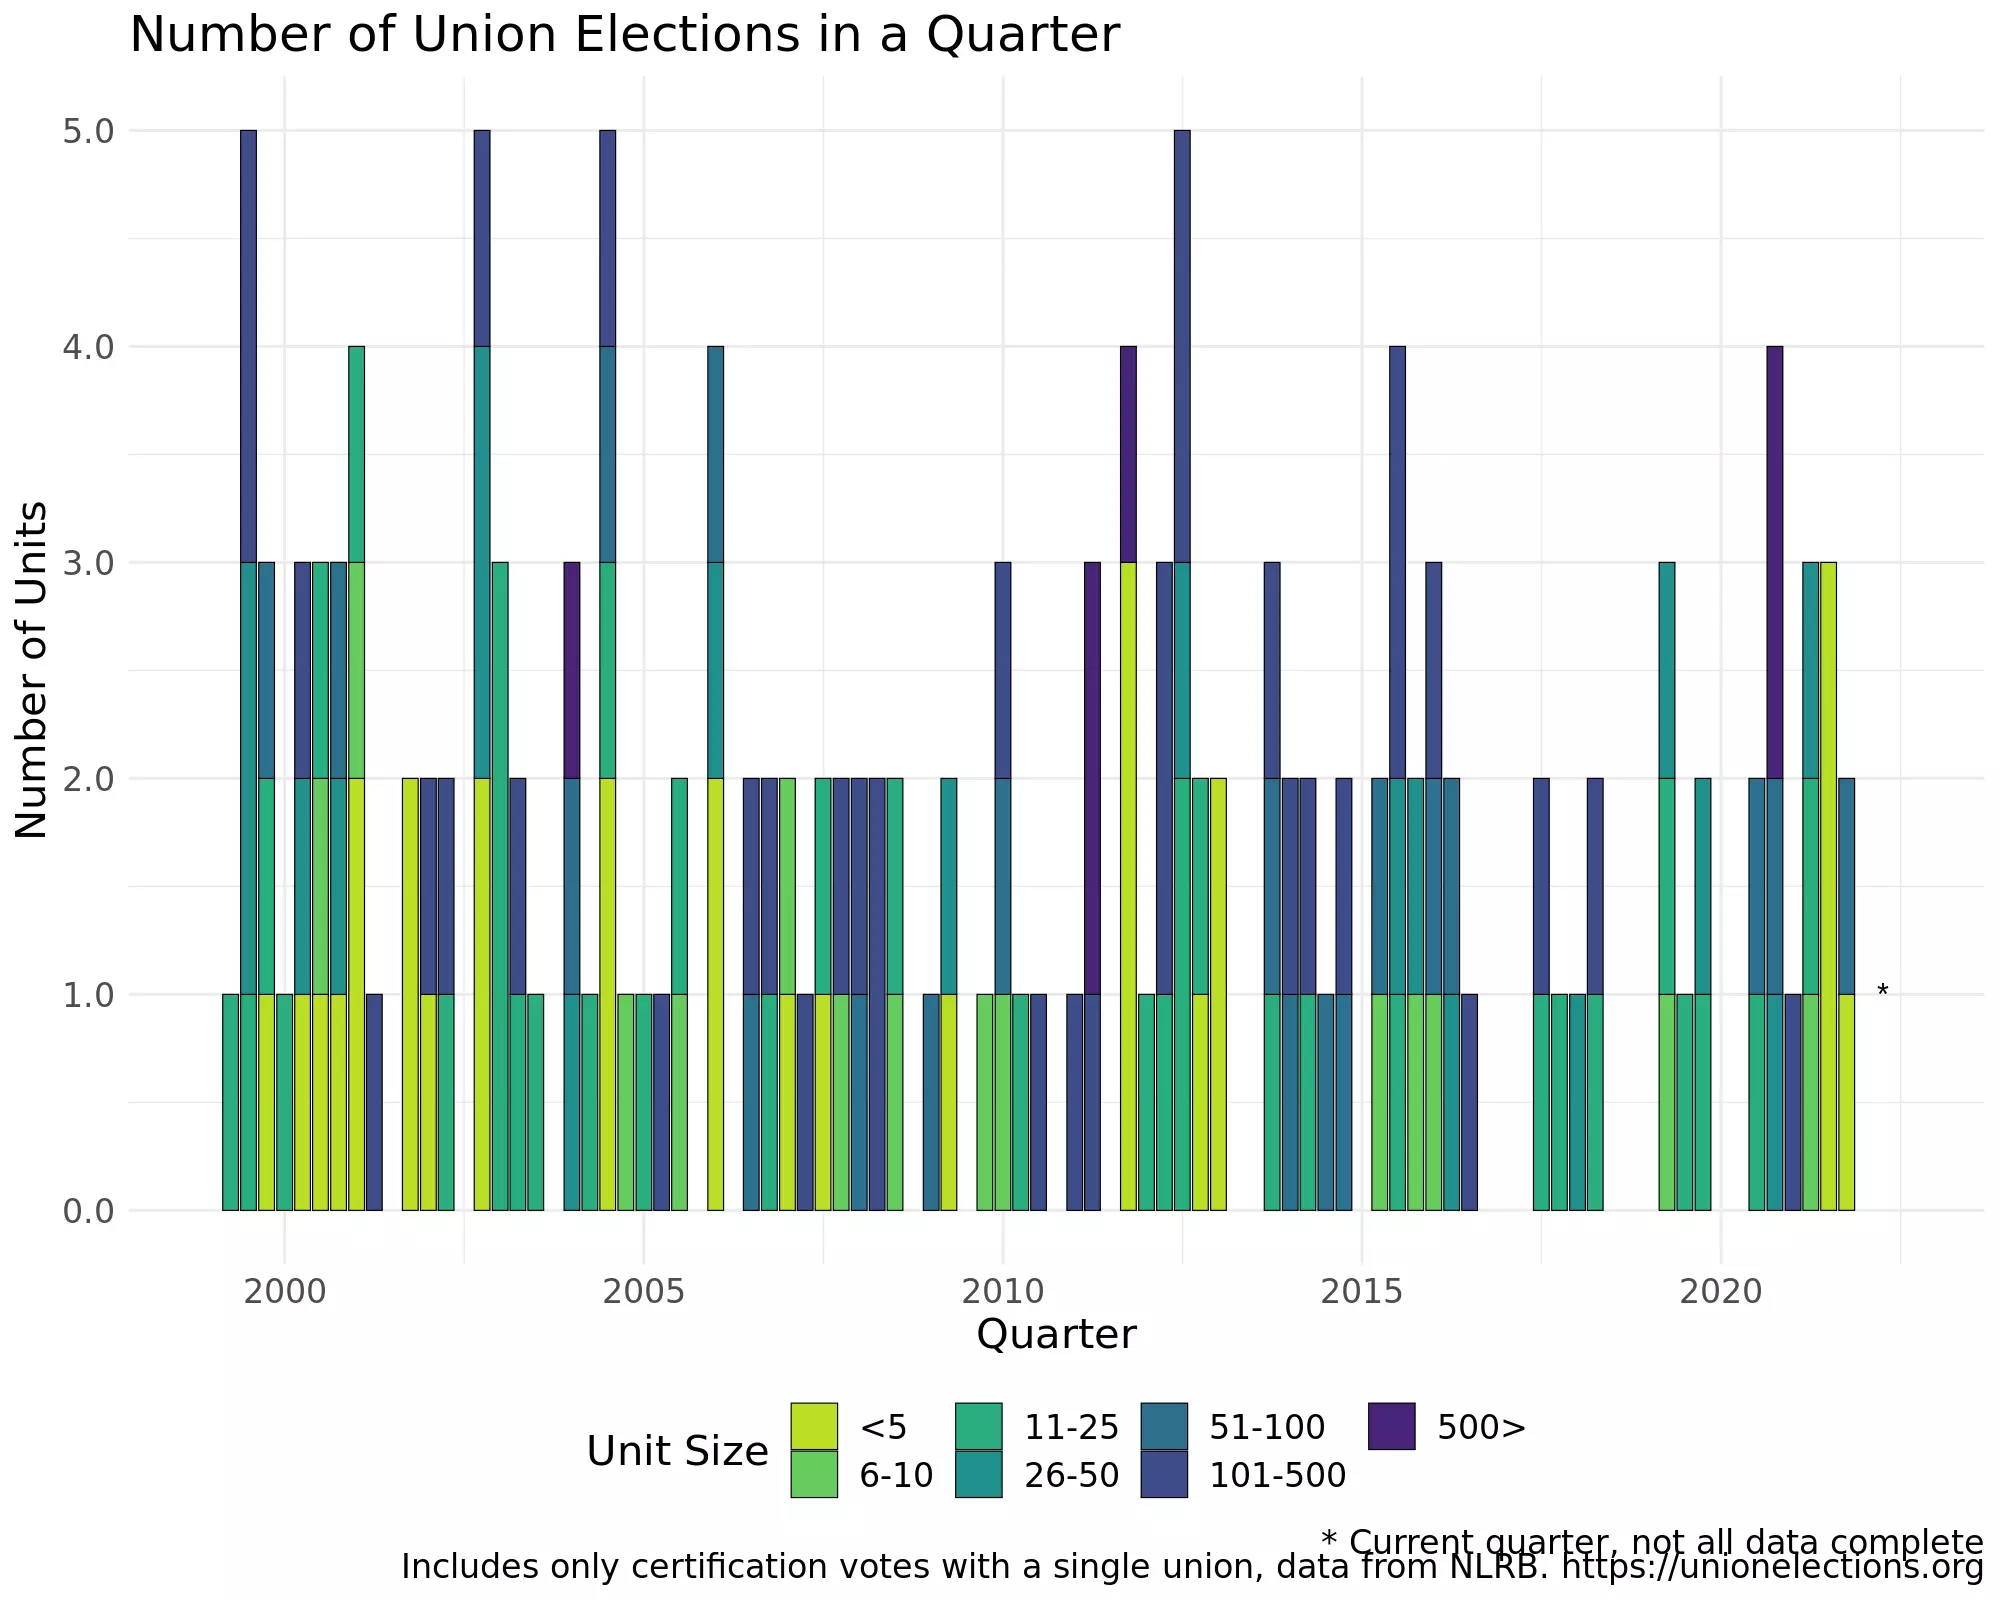 Number of Union Elections in a Quarter
Number of Units
5.0
4.0
3.0
2.0
1.0
0.0
*
2000 2005 2010 2015 2020
Quarter
Unit Size
<5 11-25 51-100 500>
6-10 26-50 101-500
* Current quarter, not all data complete
Includes only certification votes with a single union, data from NLRB. https://unionelections.org